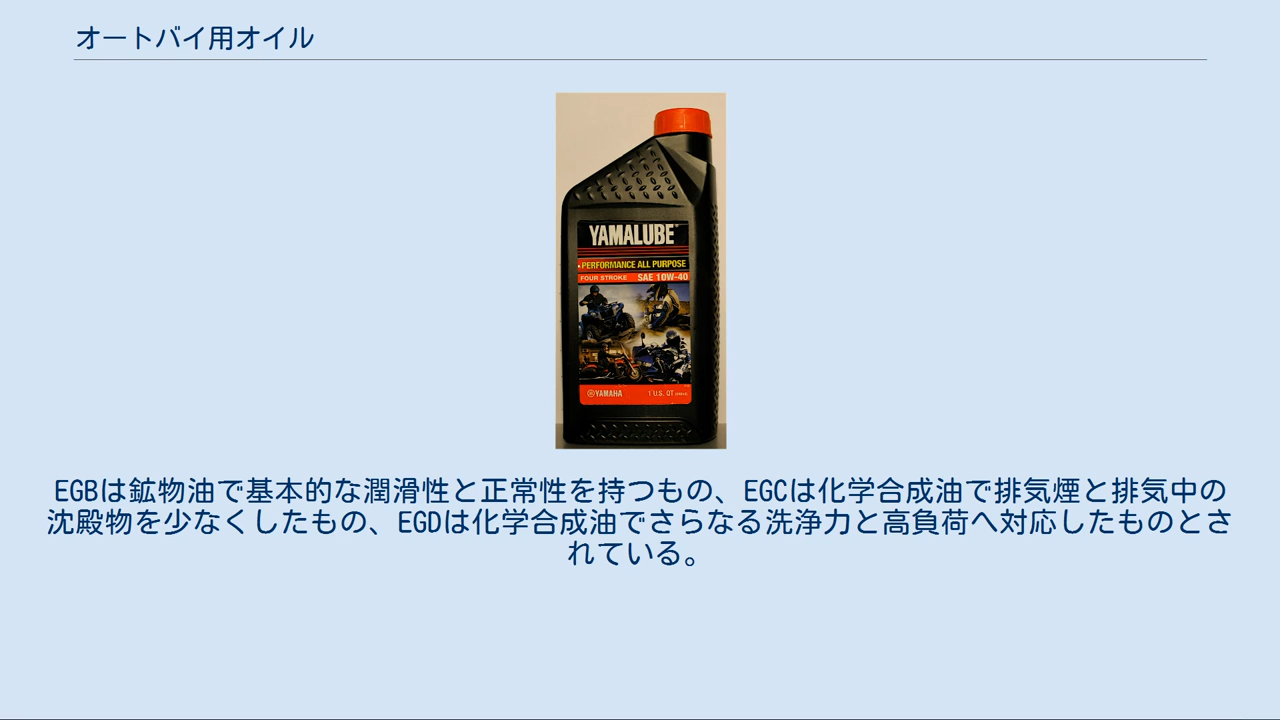 オートバイ用オイル
YAMALUBE
PERFORMANCE ALL PURPOSE
FOUR STROKE SAE 10W-40
YAMAHA 1 U.S. QT
EGBは鉱物油で基本的な潤滑性と正常性を持つもの、EGCは化学合成油で排気煙と排気中の
沈殿物を少なくしたもの、EGDは化学合成油でさらなる洗浄力と高負荷へ対応したものとさ
れている。